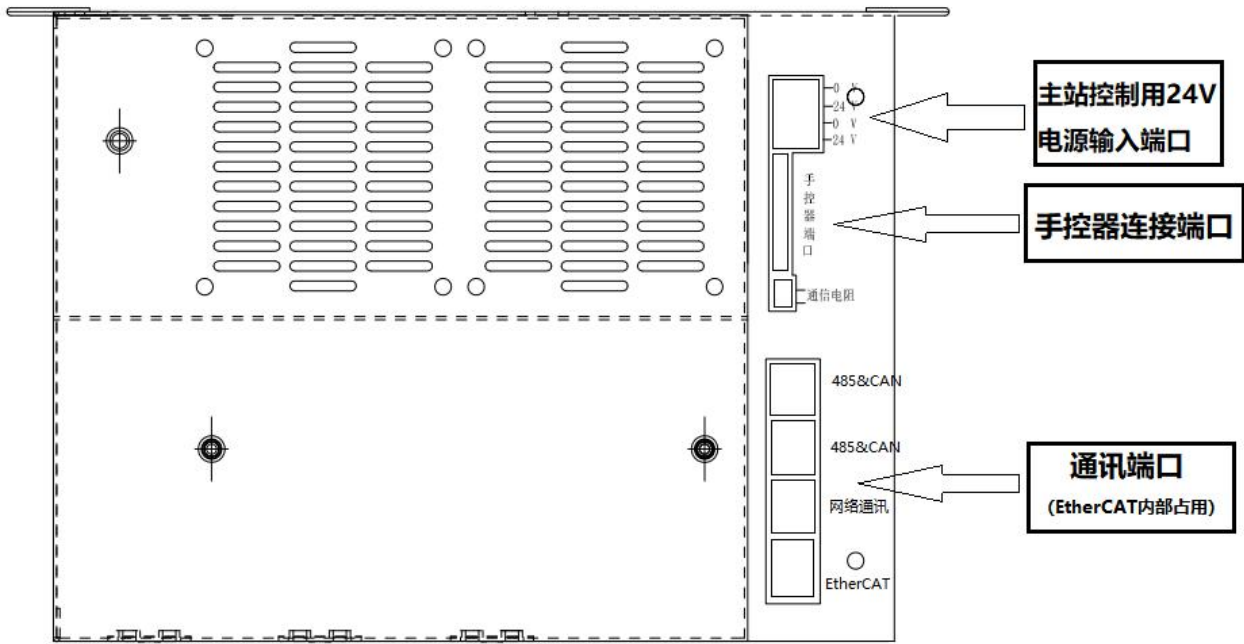 0 V
24 V
0 V
24 V
主站控制用24V
电源输入端口
手控器端口
手控器连接端口
通信电阻
485&CAN
485&CAN
网络通讯
EtherCAT
通讯端口
(EtherCAT内部占用)